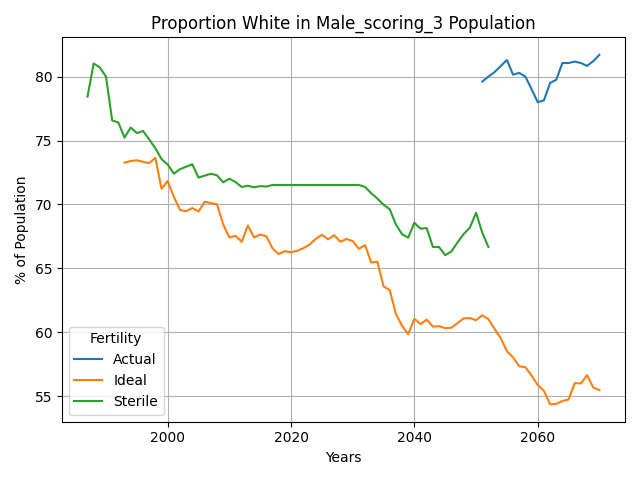 Proportion White in Male_scoring_3 Population
% of Population
80
75
70
65
60
55
Fertility
Actual
Ideal
Sterile
2000
2020
2040
2060
Years